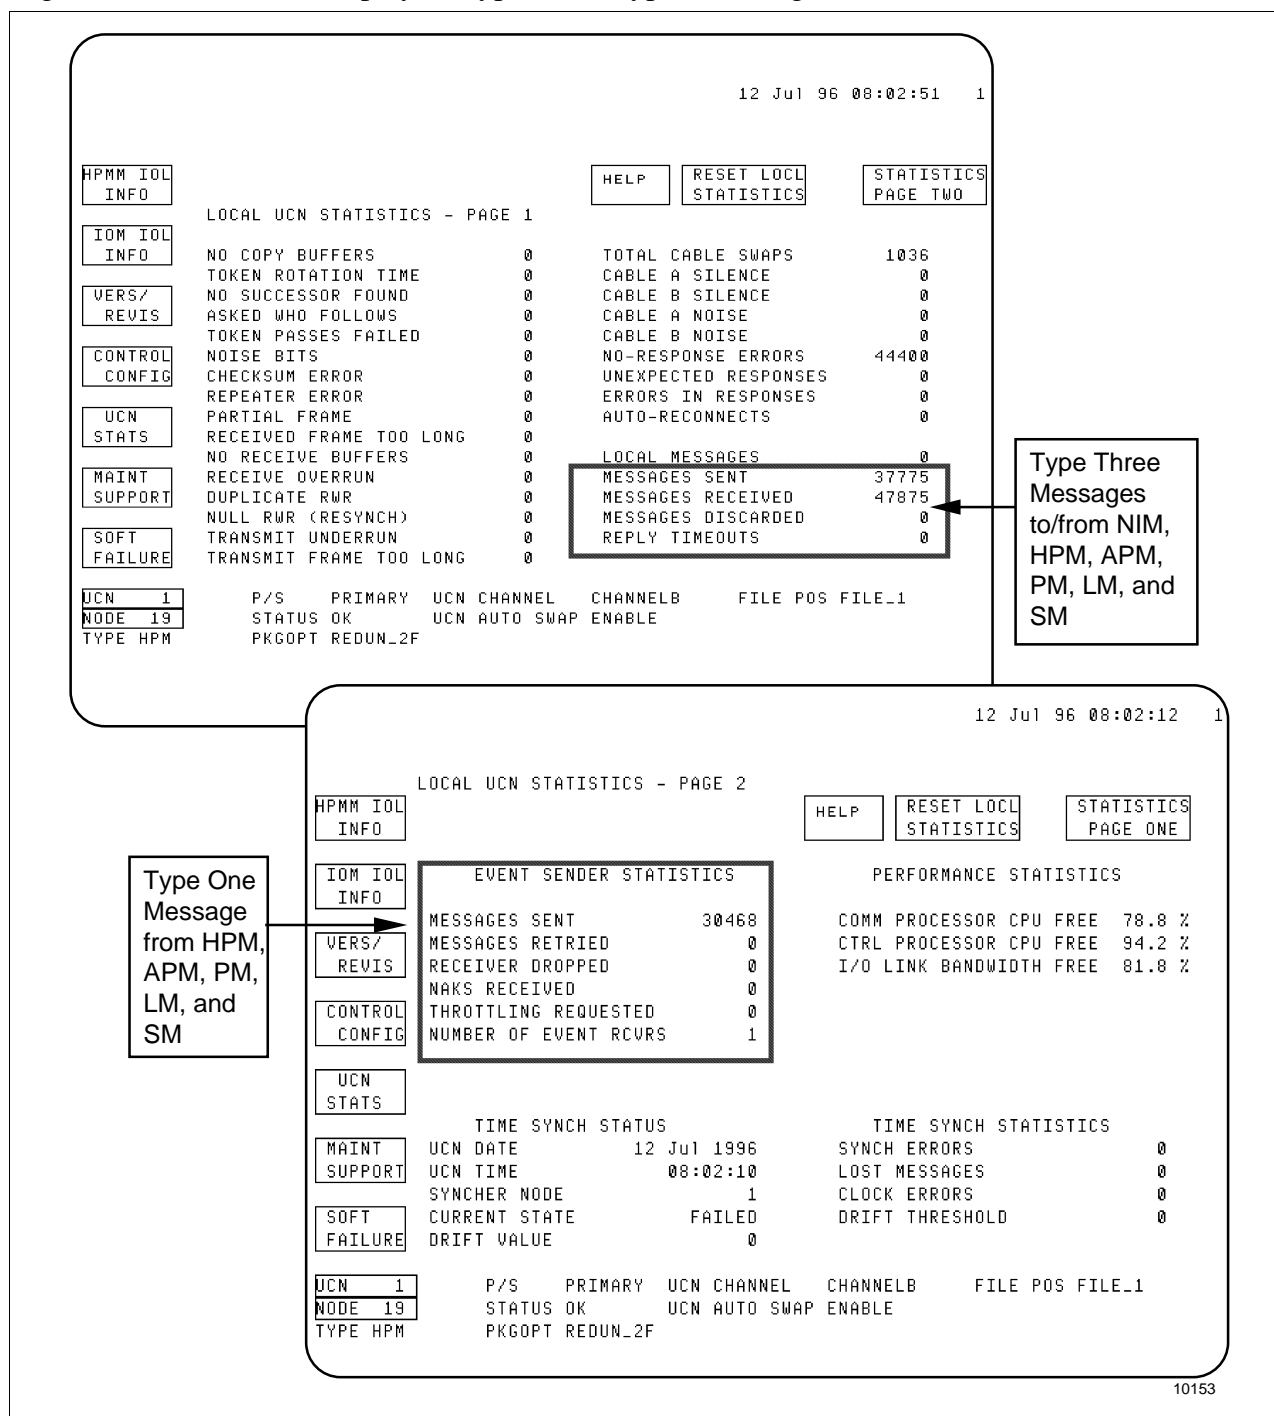 12 Jul 96 08:02:51 1
HPMM IOL
INFO
HELP
RESET LOCL
STATISTICS
STATISTICS
PAGE TWO
LOCAL UCN STATISTICS - PAGE 1
IOM IOL
INFO
VERS/
REVIS
CONTROL
CONFIG
UCN
STATS
MAINT
SUPPORT
SOFT
FAILURE
NO COPY BUFFERS 0
TOKEN ROTATION TIME 0
NO SUCCESSOR FOUND 0
ASKED WHO FOLLOWS 0
TOKEN PASSES FAILED 0
NOISE BITS 0
CHECKSUM ERROR 0
REPEATER ERROR 0
PARTIAL FRAME 0
RECEIVED FRAME TOO LONG 0
NO RECEIVE BUFFERS 0
RECEIVE OVERRUN 0
DUPLICATE RWR 0
NULL RWR (RESYNCH) 0
TRANSMIT UNDERRUN 0
TRANSMIT FRAME TOO LONG 0
TOTAL CABLE SWAPS 1036
CABLE A SILENCE 0
CABLE B SILENCE 0
CABLE A NOISE 0
CABLE B NOISE 0
NO-RESPONSE ERRORS 44400
UNEXPECTED RESPONSES 0
ERRORS IN RESPONSES 0
AUTO-RECONNECTS 0
LOCAL MESSAGES 0
MESSAGES SENT 37775
MESSAGES RECEIVED 47875
MESSAGES DISCARDED 0
REPLY TIMEOUTS 0
Type Three
Messages
to/from NIM,
HPM, APM,
PM, LM, and
SM
UCN 1 P/S PRIMARY UCN CHANNEL CHANNELB FILE POS FILE_1
NODE 19 STATUS OK UCN AUTO SWAP ENABLE
TYPE HPM PKGOPT REDUN_2F
12 Jul 96 08:02:12 1
LOCAL UCN STATISTICS - PAGE 2
HPMM IOL
INFO
HELP
RESET LOCL
STATISTICS
STATISTICS
PAGE ONE
Type One
Message
from HPM,
APM, PM,
LM, and
SM
IOM IOL
INFO
VERS/
REVIS
CONTROL
CONFIG
UCN
STATS
MAINT
SUPPORT
SOFT
FAILURE
EVENT SENDER STATISTICS
MESSAGES SENT 30468
MESSAGES RETRIED 0
RECEIVER DROPPED 0
NAKS RECEIVED 0
THROTTLING REQUESTED 0
NUMBER OF EVENT RCVRS 1
PERFORMANCE STATISTICS
COMM PROCESSOR CPU FREE 78.8 %
CTRL PROCESSOR CPU FREE 94.2 %
I/O LINK BANDWIDTH FREE 81.8 %
TIME SYNCH STATUS
UCN DATE 12 Jul 1996
UCN TIME 08:02:10
SYNCHER NODE 1
CURRENT STATE FAILED
DRIFT VALUE 0
TIME SYNCH STATISTICS
SYNCH ERRORS 0
LOST MESSAGES 0
CLOCK ERRORS 0
DRIFT THRESHOLD 0
UCN 1 P/S PRIMARY UCN CHANNEL CHANNELB FILE POS FILE_1
NODE 19 STATUS OK UCN AUTO SWAP ENABLE
TYPE HPM PKGOPT REDUN_2F
10153